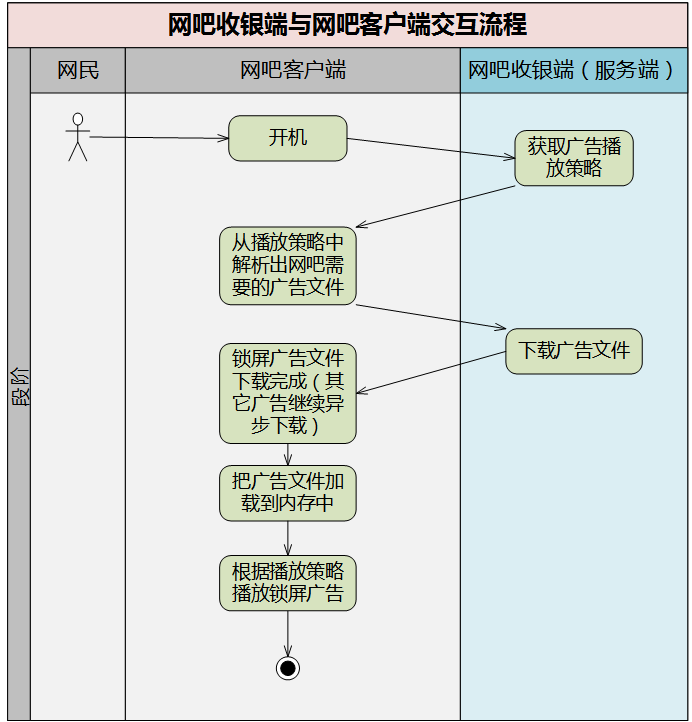 网吧收银端与网吧客户端交互流程
网民
网吧客户端
网吧收银端（服务端）
开机
获取广告播
放策略
从播放策略中
解析出网吧需
要的广告文件
下载广告文件
锁屏广告文件
下载完成（其
它广告继续异
步下载）
阶段
把广告文件加
载到内存中
根据播放策略
播放锁屏广告